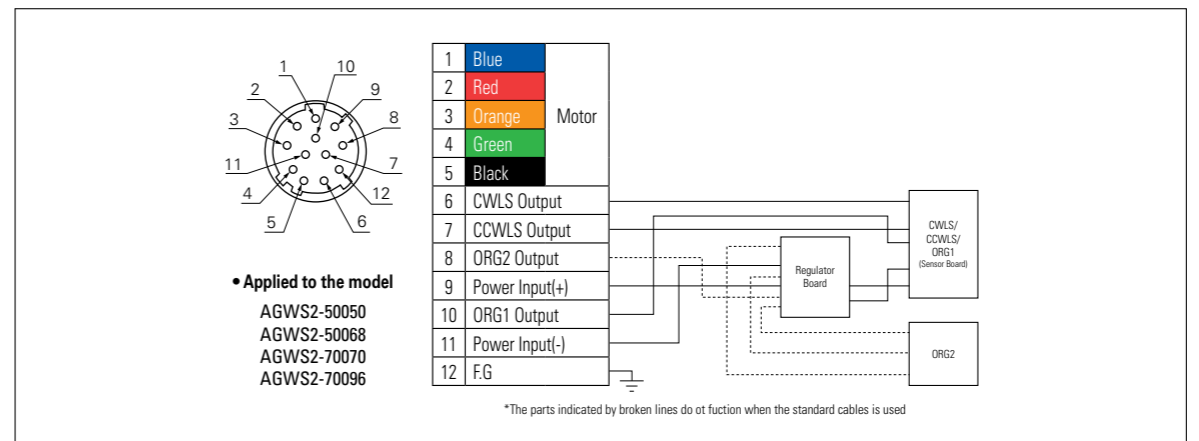 1 10
2 9
3 8
11 7
4 12
5 6
• Applied to the model
AGWS2-50050
AGWS2-50068
AGWS2-70070
AGWS2-70096
1 Blue
2 Red
3 Orange
4 Green
5 Black
Motor
6 CWLS Output
7 CCWLS Output
8 ORG2 Output
9 Power Input(+)
10 ORG1 Output
11 Power Input(-)
12 F.G
Regulator
Board
CWLS/
CCWLS/
ORG1
(Sensor Board)
ORG2
*The parts indicated by broken lines do ot fuction when the standard cables is used